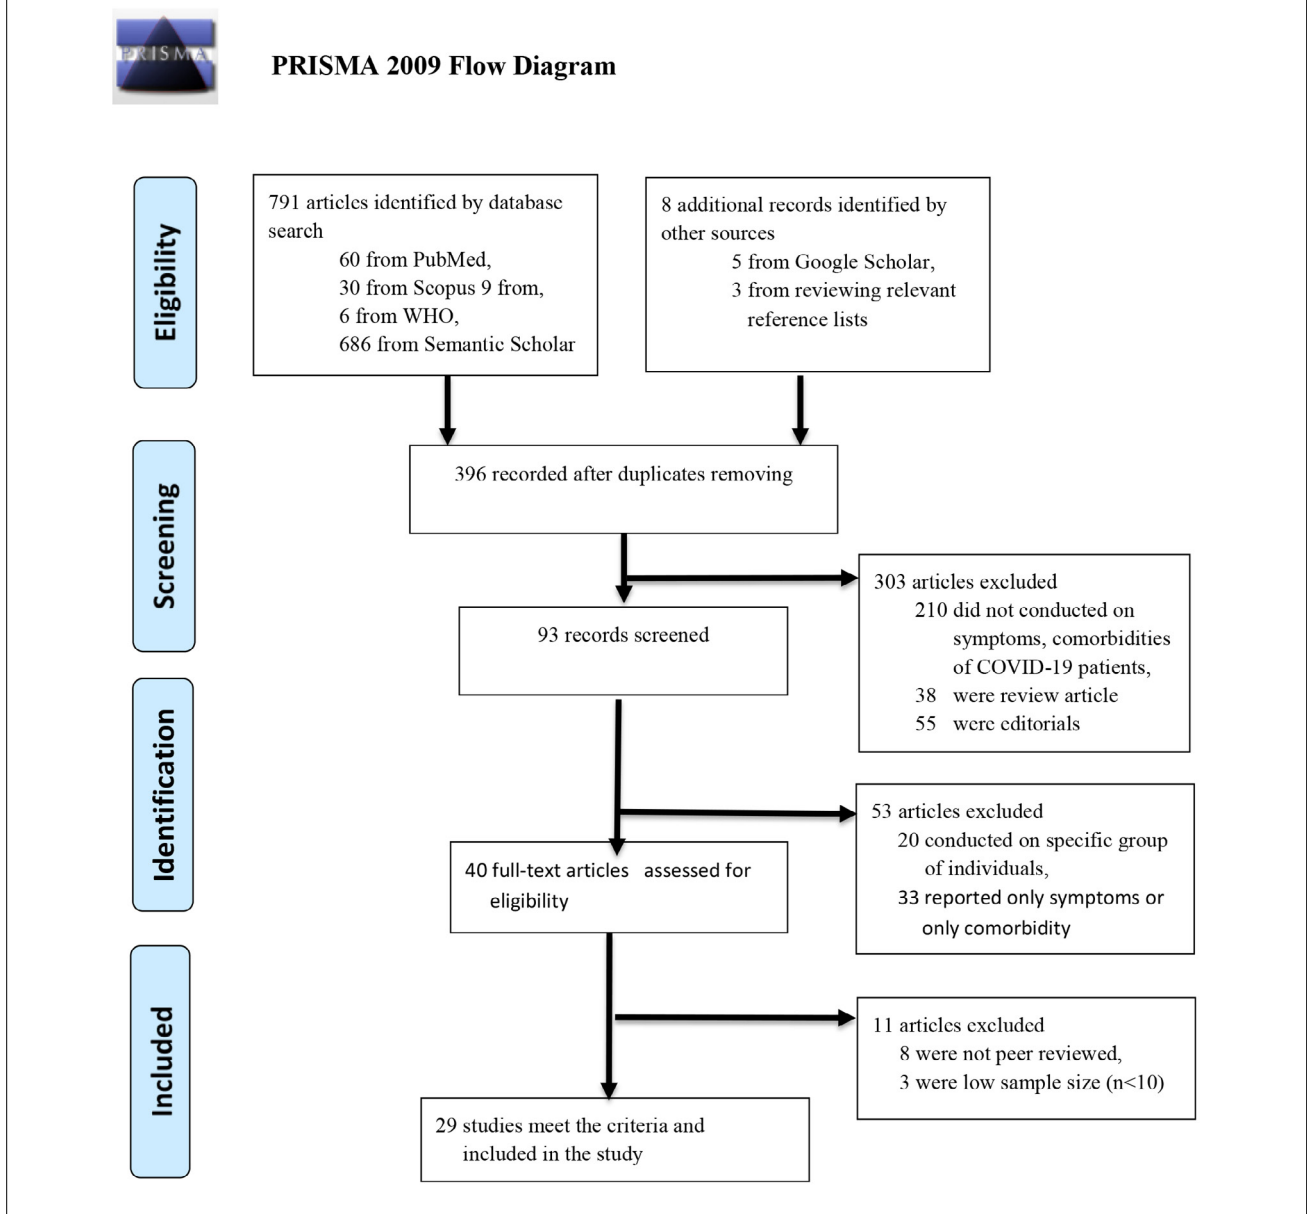 PRISMA
PRISMA 2009 Flow Diagram
Eligibility
791 articles identified by database
search
60 from PubMed,
30 from Scopus 9 from,
6 from WHO,
686 from Semantic Scholar
8 additional records identified by
other sources
5 from Google Scholar,
3 from reviewing relevant
reference lists
Screening
396 recorded after duplicates removing
303 articles excluded
210 did not conducted on
symptoms, comorbidities
of COVID-19 patients,
38 were review article
55 were editorials
93 records screened
Identification
53 articles excluded
20 conducted on specific group
of individuals,
33 reported only symptoms or
only comorbidity
40 full-text articles assessed for
eligibility
Included
11 articles excluded
8 were not peer reviewed,
3 were low sample size (n<10)
29 studies meet the criteria and
included in the study